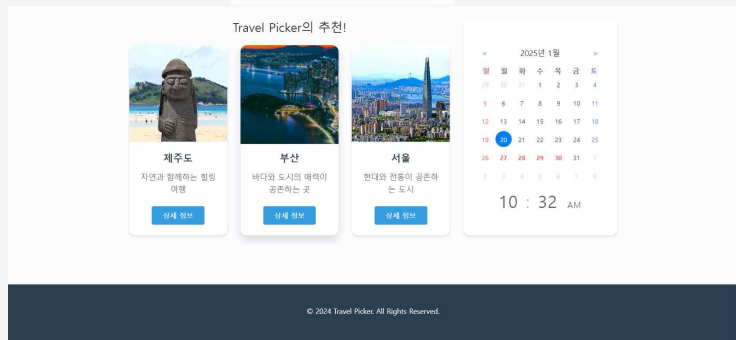 Travel Picker의 추천!
제주도
자연과 함께하는 힐링
여행
상세 정보
부산
바다와 도시의 매력이
공존하는 곳
상세 정보
서울
현대와 전통이 공존하
는 도시
상세 정보
< 2025년 1월 >
일 월 화 수 목 금 토
29 30 31 1 2 3 4
5 6 7 8 9 10 11
12 13 14 15 16 17 18
19 20 21 22 23 24 25
26 27 28 29 30 31 1
2 3 4 5 6 7 8
10 : 32 AM
© 2024 Travel Picker. All Rights Reserved.